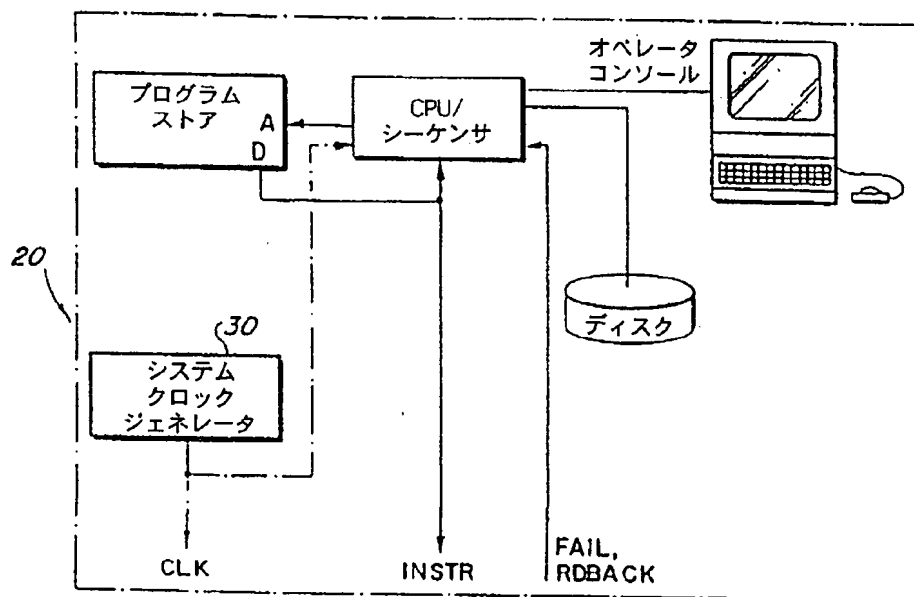 オペレータ
コンソール
プログラム
ストア
A
D
CPU/
シーケンサ
20
ディスク
30
システム
クロック
ジェネレータ
CLK
INSTR
FAIL,
RDBACK